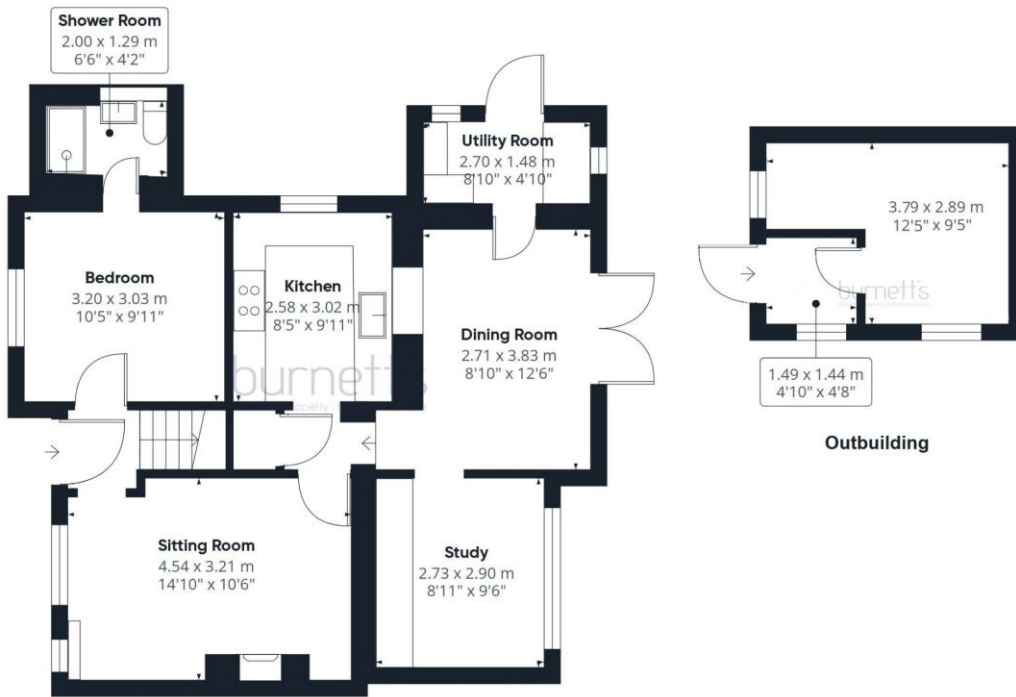 Shower Room
2.00 x 1.29 m
6'6" x 4'2"
Utility Room
2.70 x 1.48 m
8'10" x 4'10"
Bedroom
3.20 x 3.03 m
10'5" x 9'11"
Kitchen
2.58 x 3.02 m
8'5" x 9'11"
Dining Room
2.71 x 3.83 m
8'10" x 12'6"
burnett's
property
Sitting Room
4.54 x 3.21 m
14'10" x 10'6"
Study
2.73 x 2.90 m
8'11" x 9'6"
3.79 x 2.89 m
12'5" x 9'5"
burnett's
1.49 x 1.44 m
4'10" x 4'8"
Outbuilding